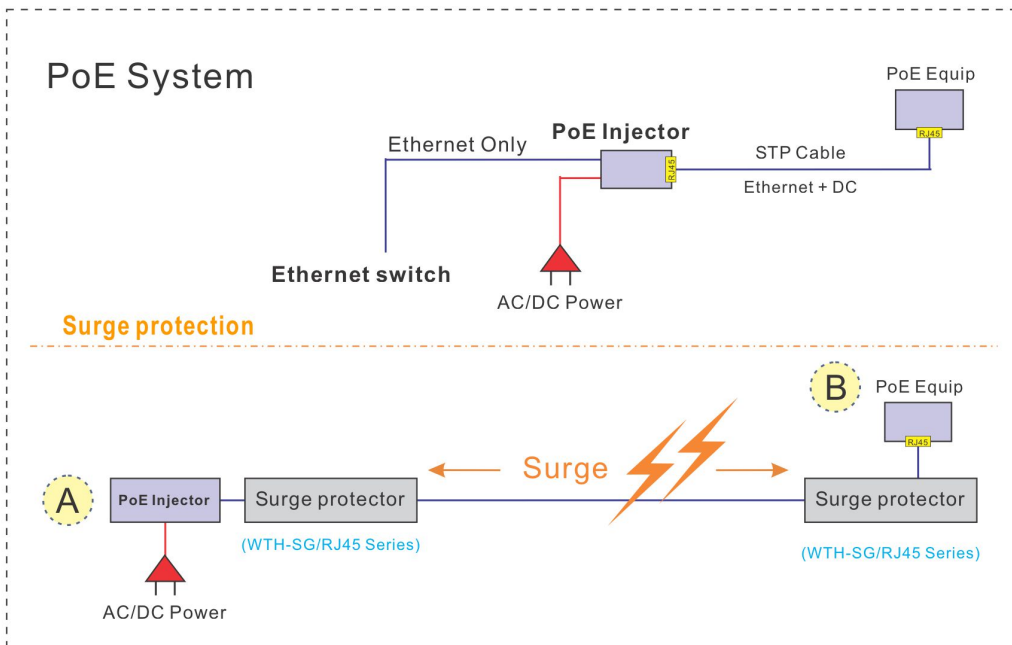 PoE System
PoE Equip
RJ45
PoE Injector
Ethernet Only
RJ45
STP Cable
Ethernet + DC
Ethernet switch
AC/DC Power
Surge protection
B
PoE Equip
RJ45
Surge
A
PoE Injector
Surge protector
Surge protector
(WTH-SG/RJ45 Series)
(WTH-SG/RJ45 Series)
AC/DC Power